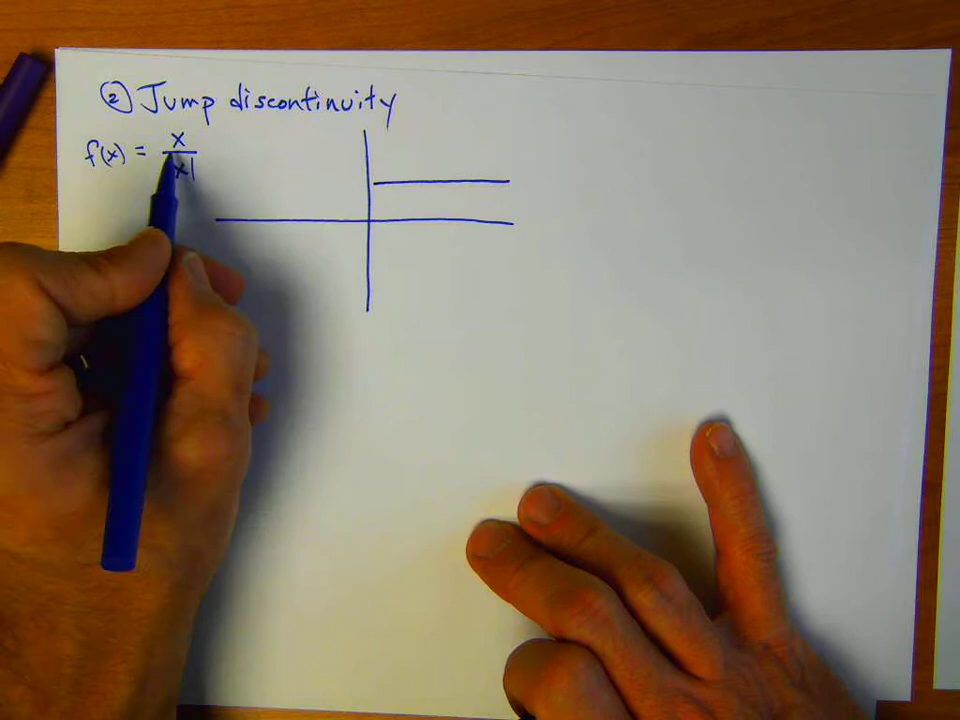 ② Jump discontinuity
f(x) = x
x|